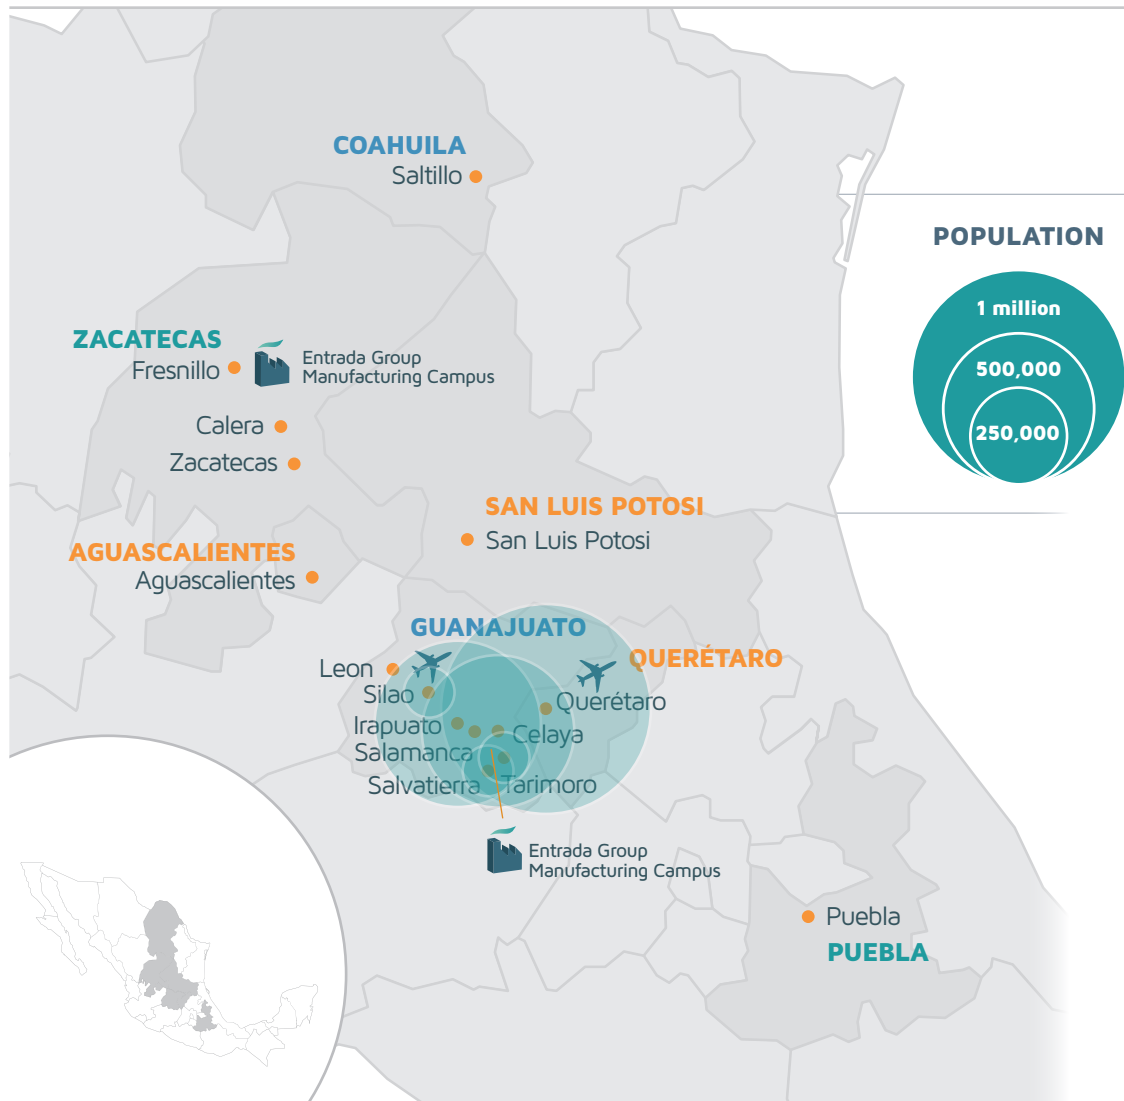 COAHUILA
Saltillo
POPULATION
1 million
500,000
250,000
ZACATECAS
Fresnillo
Entrada Group
Manufacturing Campus
Calera
Zacatecas
SAN LUIS POTOSI
San Luis Potosi
AGUASCALIENTES
Aguascalientes
GUANAJUATO
QUERÉTARO
Leon
Silao
Querétaro
Irapuato
Celaya
Salamanca
Salvatierra
Tarimoro
Entrada Group
Manufacturing Campus
Puebla
PUEBLA